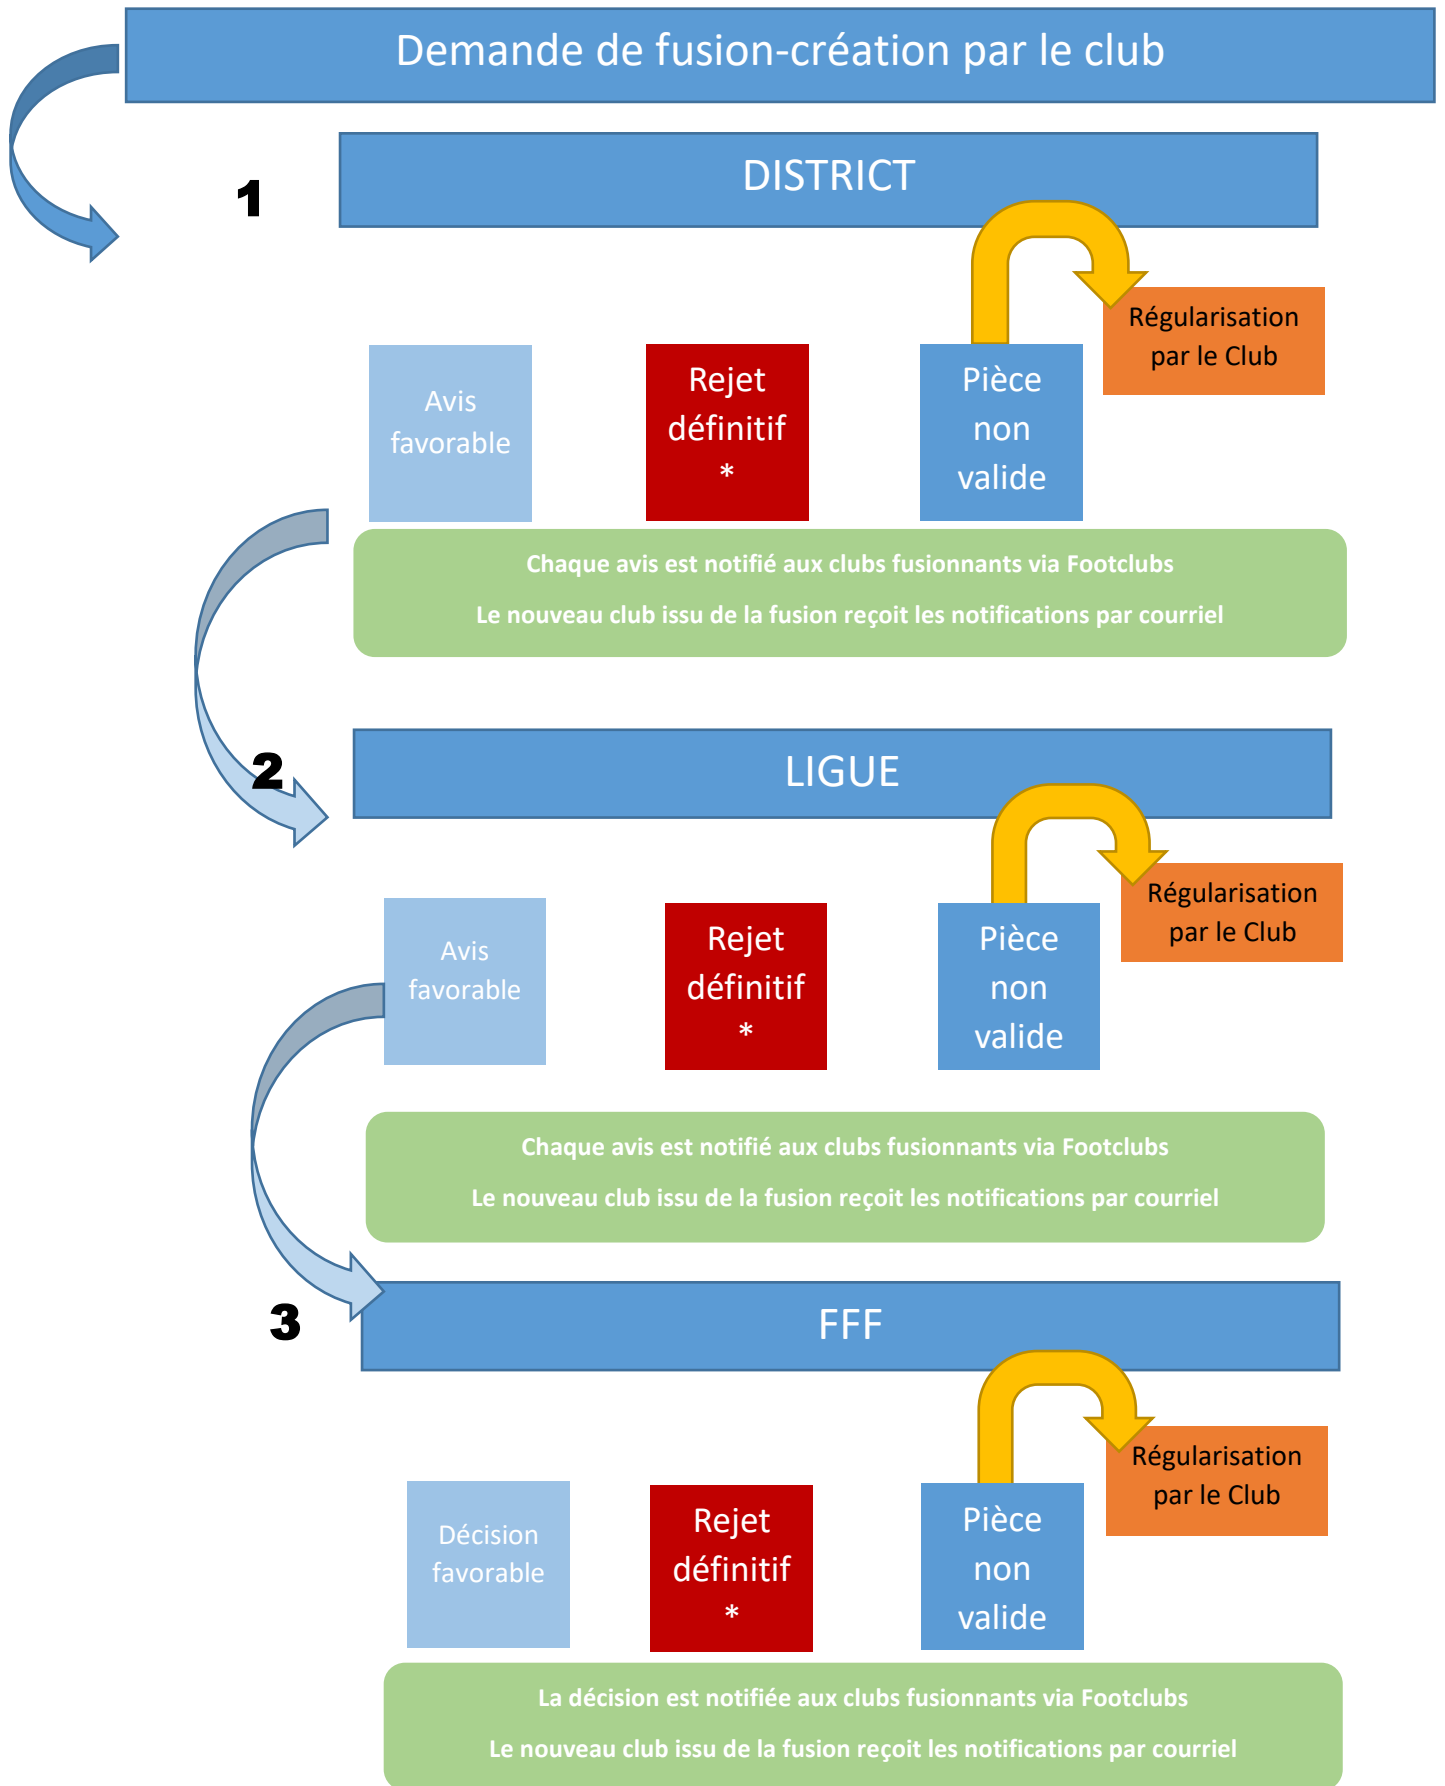 Demande de fusion-création par le club
1
DISTRICT
Régularisation
par le Club
Avis
favorable
Rejet
définitif
*
Pièce
non
valide
Chaque avis est notifié aux clubs fusionnants via Footclubs
Le nouveau club issu de la fusion reçoit les notifications par courriel
2
LIGUE
Régularisation
par le Club
Avis
favorable
Rejet
définitif
*
Pièce
non
valide
Chaque avis est notifié aux clubs fusionnants via Footclubs
Le nouveau club issu de la fusion reçoit les notifications par courriel
3
FFF
Régularisation
par le Club
Décision
favorable
Rejet
définitif
*
Pièce
non
valide
La décision est notifiée aux clubs fusionnants via Footclubs
Le nouveau club issu de la fusion reçoit les notifications par courriel